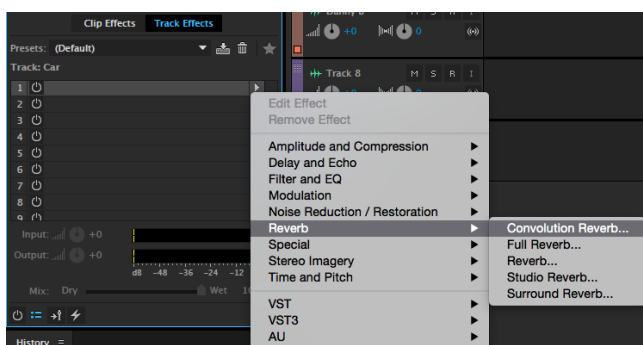 Danny B M S R I
Clip Effects Track Effects
+0 0
Presets: (Default)
Track: Car
Track 8 M S R I
1
2
3
4
5
6
7
8
9
Edit Effect
Remove Effect
Amplitude and Compression
Delay and Echo
Filter and EQ
Modulation
Noise Reduction / Restoration
Reverb
Special
Stereo Imagery
Time and Pitch
VST
VST3
AU
Convolution Reverb...
Full Reverb...
Reverb...
Studio Reverb...
Surround Reverb...
Input: +0
Output: +0
dB -48 -36 -24 -12
Mix: Dry Wet 10
History